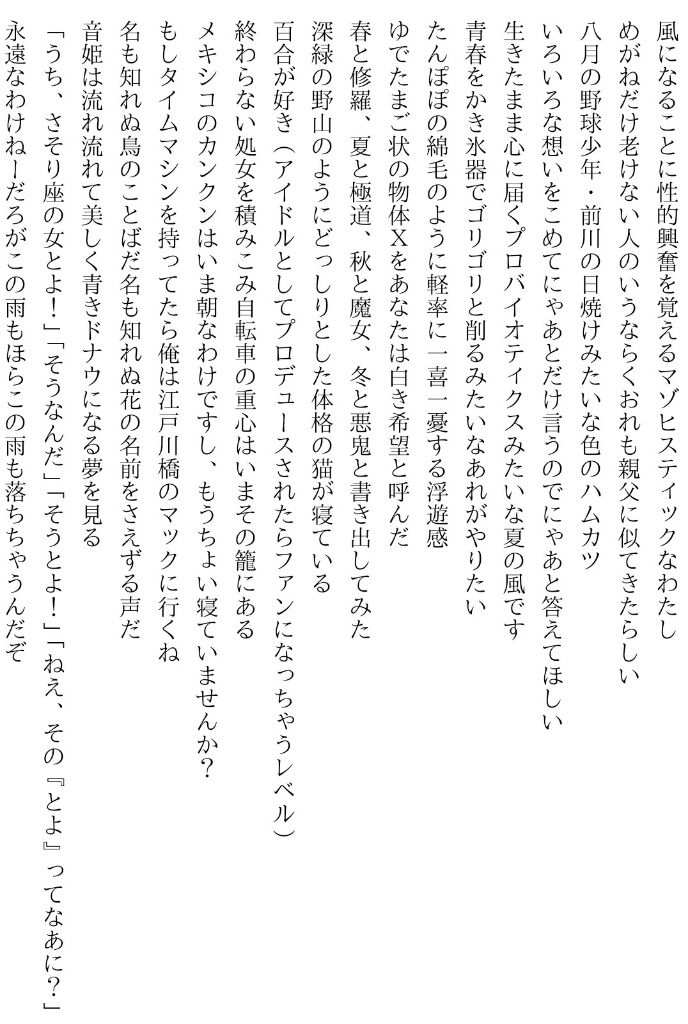 風になることに性的興奮を覚えるマゾヒスティックなわたし
めがねだけ老けない人のいうならくおれも親父に似てきたらしい
八月の野球少年・前川の日焼けみたいな色のハムカツ
いろいろな想いをこめてにゃあとだけ言うのでにゃあと答えてほしい
生きたまま心に届くプロバイオティクスみたいな夏の風です
青春をかき氷器でゴリゴリと削るみたいなあれがやりたい
たんぽぽの綿毛のように軽率に一喜一憂する浮遊感
ゆでたまご状の物体Xをあなたは白き希望と呼んだ
春と修羅、夏と極道、秋と魔女、冬と悪鬼と書き出してみた
深緑の野山のようにどっしりとした体格の猫が寝ている
百合が好き（アイドルとしてプロデュースされたらファンになっちゃうレベル）
終わらない処女を積みこみ自転車の重心はいまその籠にある
メキシコのカンクンはいま朝なわけですし、もうちょい寝ていませんか？
もしタイムマシンを持ってたら俺は江戸川橋のマックに行くね
名も知れぬ鳥のことばだ名も知れぬ花の名前をさえずる声だ
音姫は流れ流れて美しく青きドナウになる夢を見る
「うち、さそり座の女とよ！」「そうなんだ」「そうとよ！」「ねえ、その『とよ』ってなあに？」
永遠なわけねーだろがこの雨もほらこの雨も落ちちゃうんだぞ